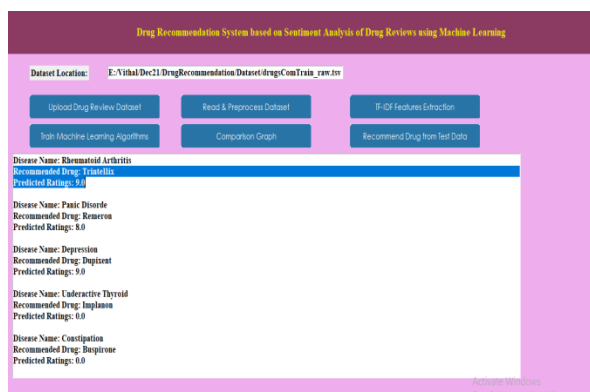 Drug Recommendation System based on Sentiment Analysis of Drug Reviews using Machine Learning
Dataset Location: E:/Vithal/Dec21/DrugRecommendation/Dataset/drugsComTrain_raw.tsv
Upload Drug Review Dataset Read & Preprocess Dataset TF-IDF Features Extraction
Train Machine Learning Algorithms Comparison Graph Recommend Drug from Test Data
Disease Name: Rheumatoid Arthritis
Recommended Drug: Trintellix
Predicted Ratings: 9.0
Disease Name: Panic Disorde
Recommended Drug: Remeron
Predicted Ratings: 8.0
Disease Name: Depression
Recommended Drug: Dupixent
Predicted Ratings: 9.0
Disease Name: Underactive Thyroid
Recommended Drug: Implanon
Predicted Ratings: 0.0
Disease Name: Constipation
Recommended Drug: Buspirone
Predicted Ratings: 0.0
Activate Windows